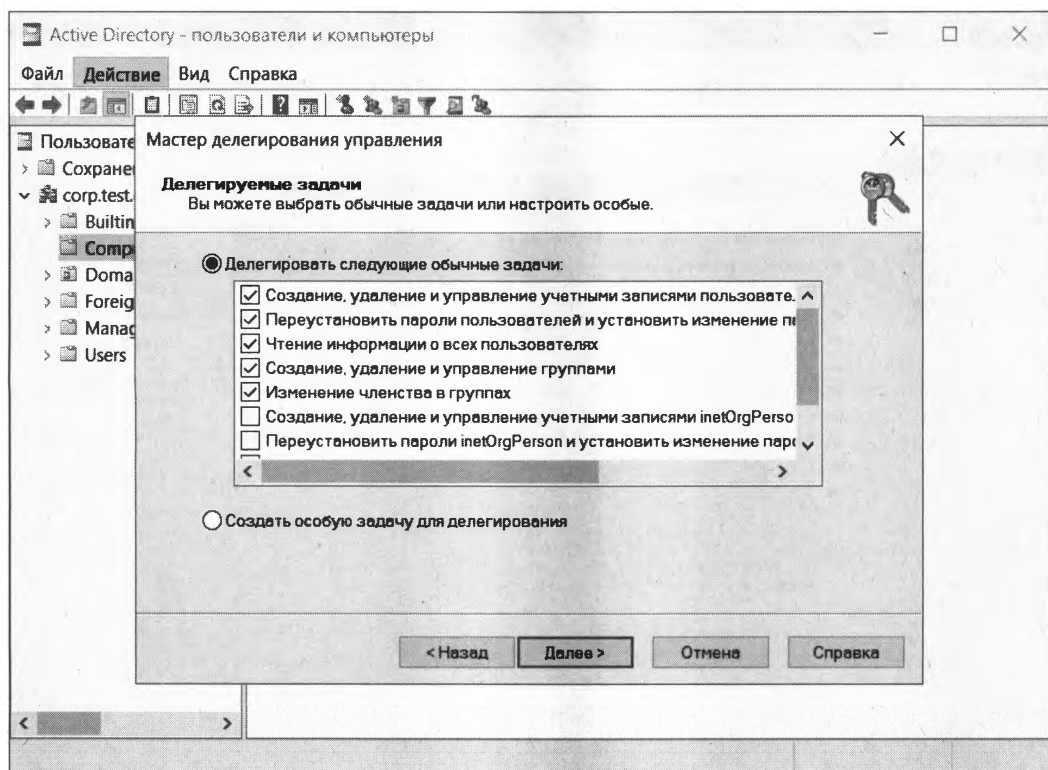 Active Directory - пользователи и компьютеры
Файл Действие Вид Справка
Пользовате
Сохране
corp.test.
Builtin
Comp
Doma
Foreig
Manag
Users
Мастер делегирования управления
Делегируемые задачи
Вы можете выбрать обычные задачи или настроить особые.
Делегировать следующие обычные задачи:
Создание, удаление и управление учетными записями пользовате.
Переустановить пароли пользователей и установить изменение па
Чтение информации о всех пользователях
Создание, удаление и управление группами
Изменение членства в группах
Создание, удаление и управление учетными записями inetOrgPerso
Переустановить пароли inetOrgPerson и установить изменение паро
Создать особую задачу для делегирования
< Назад Далее > Отмена Справка